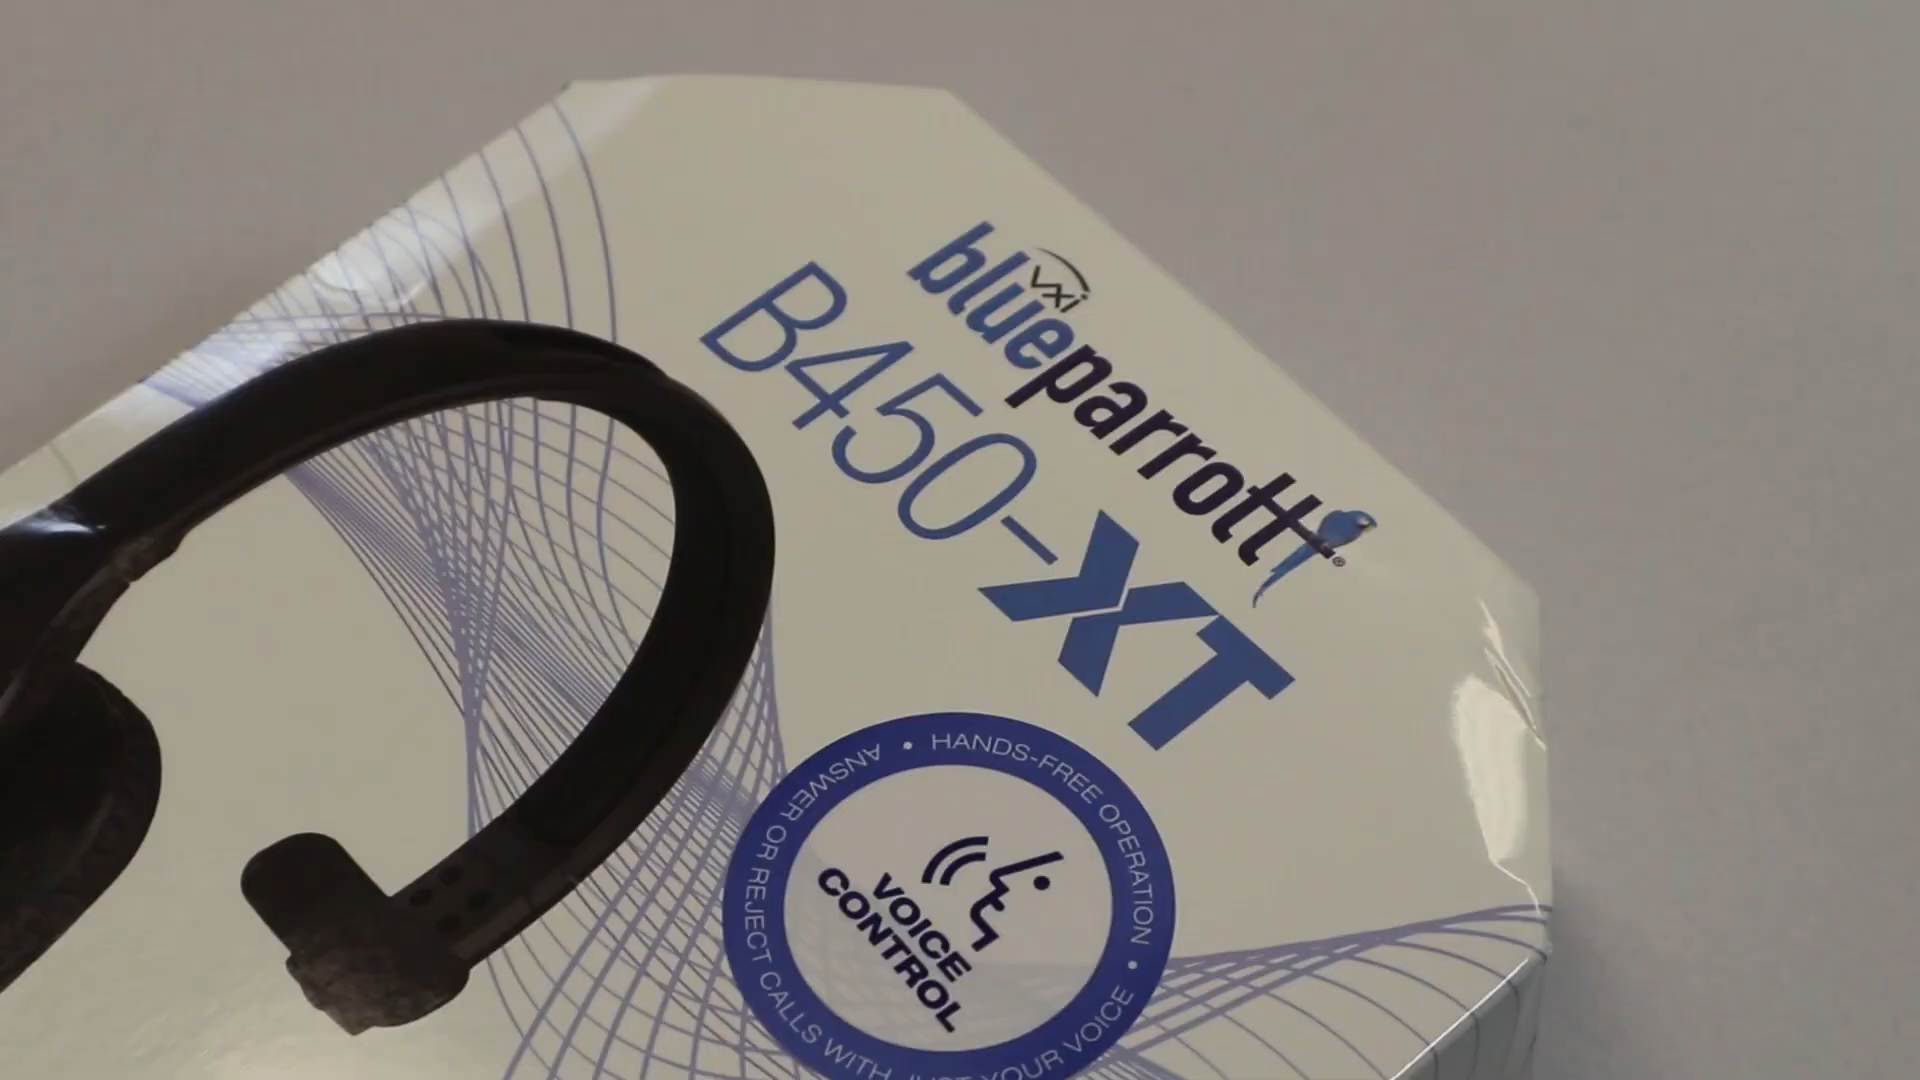 vxi
blueparrott®
B450-XT
• HANDS-FREE OPERATION •
ANSWER OR REJECT CALLS WITH JUST YOUR VOICE
VOICE
CONTROL